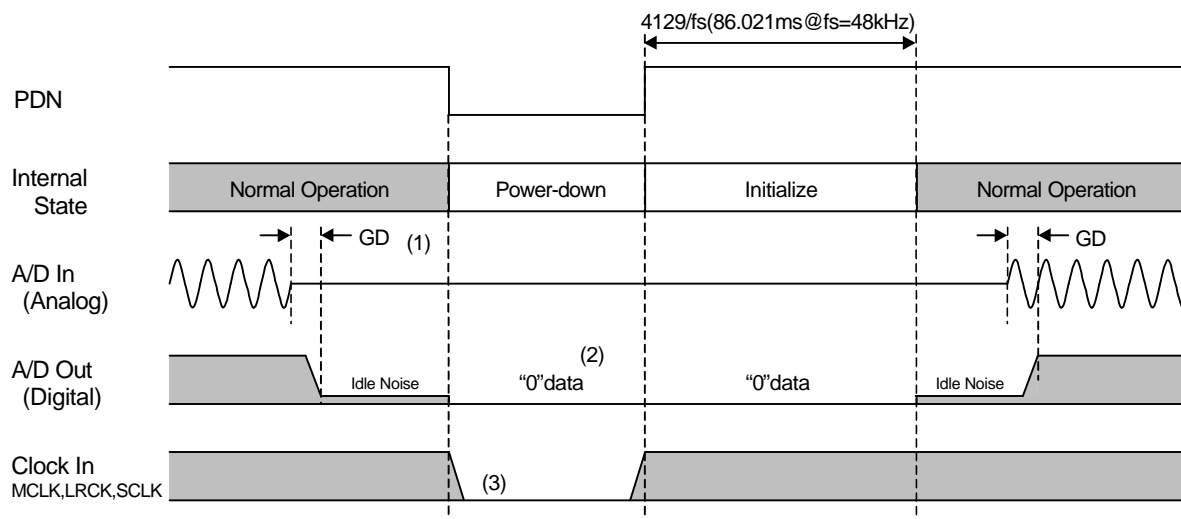 4129/fs(86.021ms@fs=48kHz)
PDN
Internal
State
Normal Operation
Power-down
Initialize
Normal Operation
GD
(1)
GD
A/D In
(Analog)
A/D Out
(Digital)
Idle Noise
(2)
“0”data
“0”data
Idle Noise
Clock In
MCLK,LRCK,SCLK
(3)